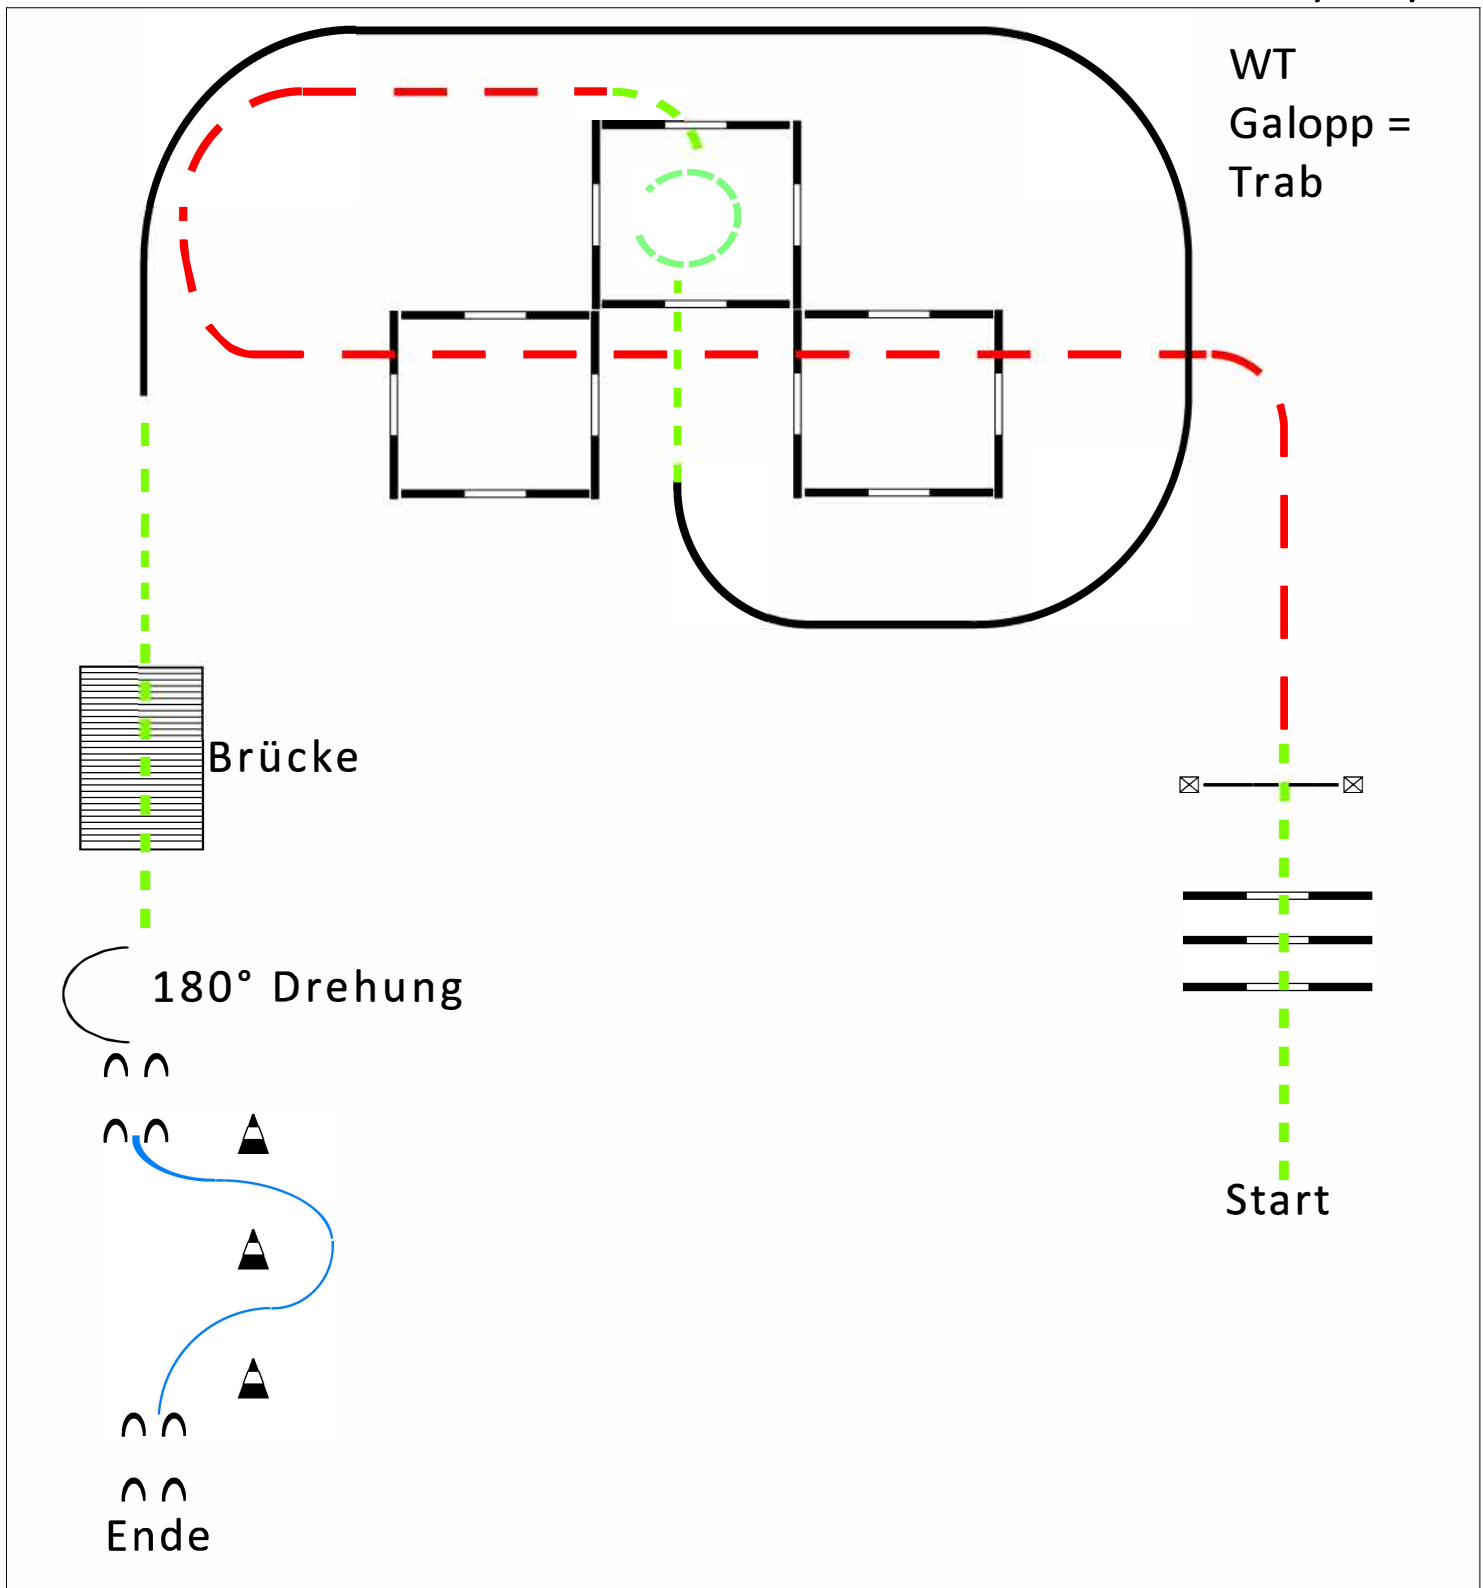 WT
Galopp =
Trab
Brücke
180° Drehung
Start
Ende